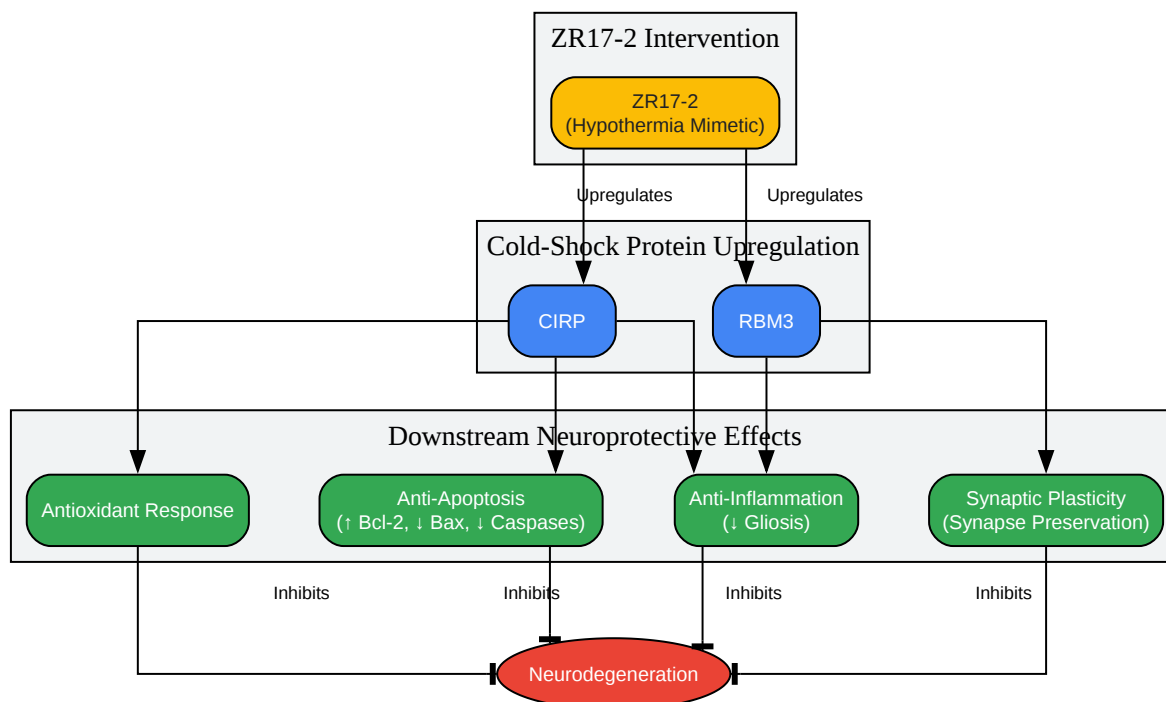 ZR17-2 Intervention
ZR17-2
(Hypothermia Mimetic)
Upregulates
Upregulates
Cold-Shock Protein Upregulation
CIRP
RBM3
Downstream Neuroprotective Effects
Antioxidant Response
Anti-Apoptosis
(↑ Bcl-2, ↓ Bax, ↓ Caspases)
Anti-Inflammation
(↓ Gliosis)
Synaptic Plasticity
(Synapse Preservation)
Inhibits
Inhibits
Inhibits
Inhibits
Neurodegeneration